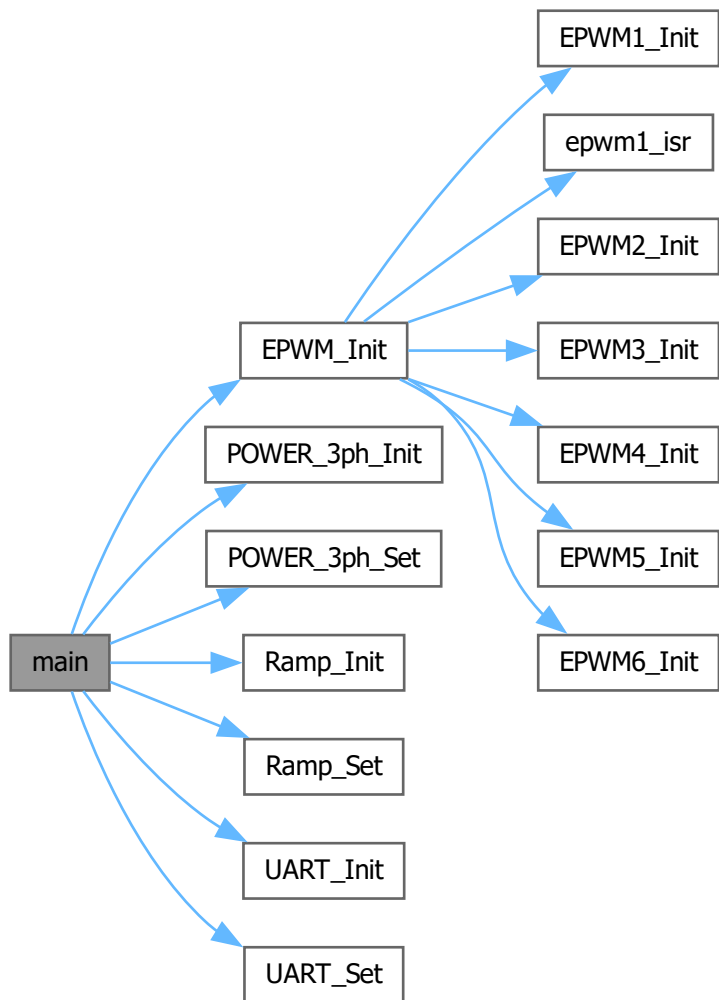 EPWM1_Init
epwm1_isr
EPWM2_Init
EPWM_Init
EPWM3_Init
POWER_3ph_Init
EPWM4_Init
POWER_3ph_Set
EPWM5_Init
main
Ramp_Init
EPWM6_Init
Ramp_Set
UART_Init
UART_Set